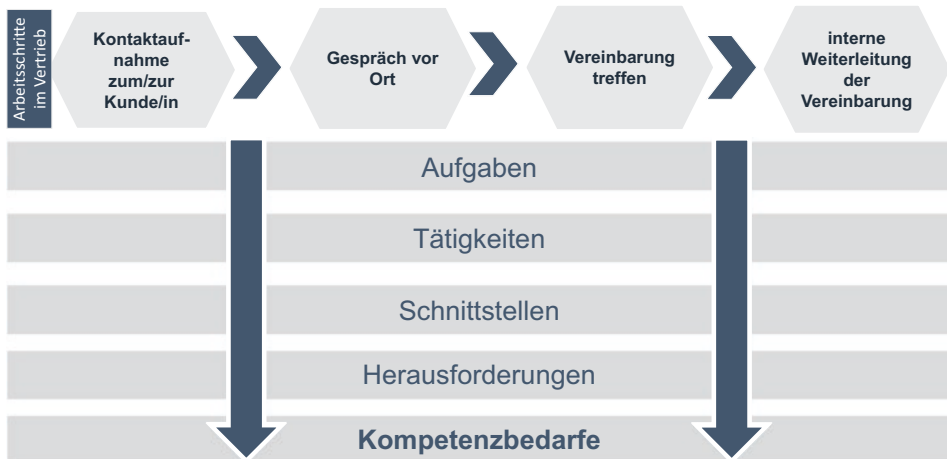 Arbeitsschritte
im Vertrieb
Kontaktauf-
nahme
zum/zur
Kunde/in
Gespräch vor
Ort
Vereinbarung
treffen
interne
Weiterleitung
der
Vereinbarung
Aufgaben
Tätigkeiten
Schnittstellen
Herausforderungen
Kompetenzbedarfe